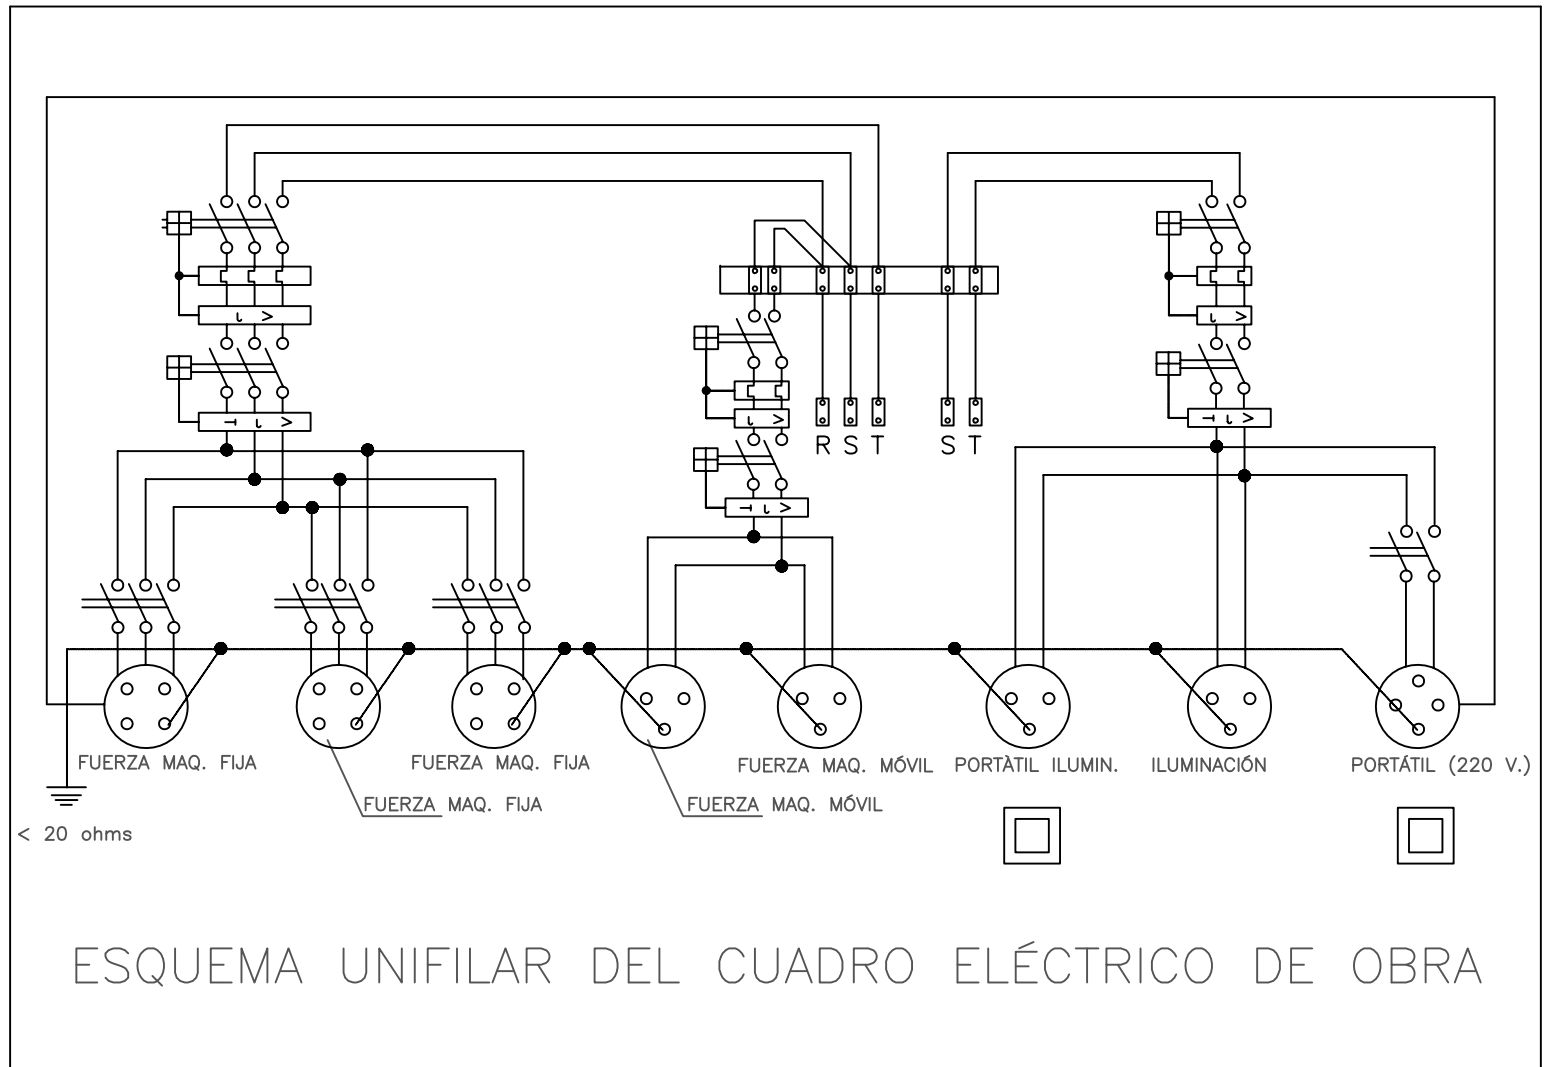 R S T S T
FUERZA MAQ. FIJA
FUERZA MAQ. FIJA
FUERZA MAQ. MÓVIL
PORTÀTIL ILUMIN.
ILUMINACIÓN
PORTÁTIL (220 V.)
FUERZA MAQ. FIJA
FUERZA MAQ. MÓVIL
< 20 ohms
ESQUEMA UNIFILAR DEL CUADRO ELÉCTRICO DE OBRA